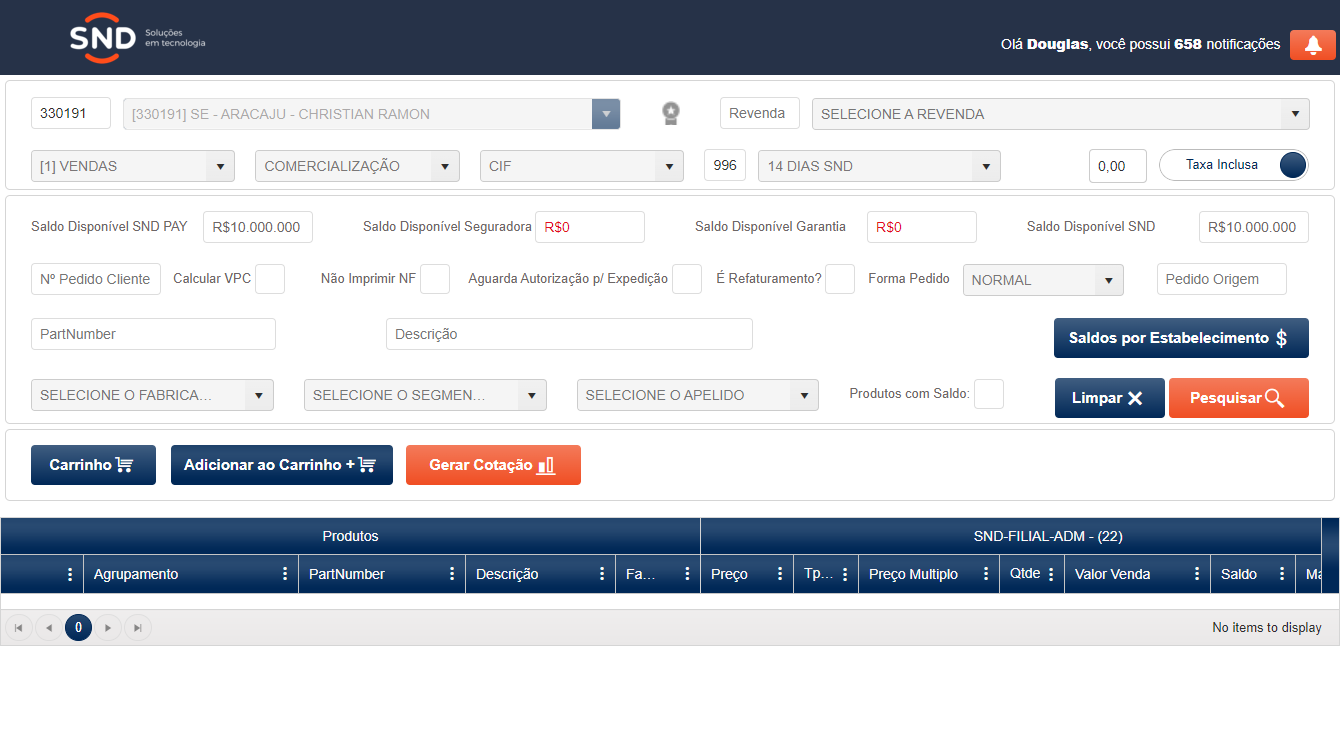 SND Soluções
em tecnologia
Olá Douglas, você possui 658 notificações
330191 [330191] SE - ARACAJU - CHRISTIAN RAMON Revenda SELECIONE A REVENDA
[1] VENDAS COMERCIALIZAÇÃO CIF 996 14 DIAS SND 0,00 Taxa Inclusa
Saldo Disponível SND PAY R$10.000.000 Saldo Disponível Seguradora R$0 Saldo Disponível Garantia R$0 Saldo Disponível SND R$10.000.000
Nº Pedido Cliente Calcular VPC Não Imprimir NF Aguarda Autorização p/ Expedição É Refaturamento? Forma Pedido NORMAL Pedido Origem
PartNumber Descrição Saldos por Estabelecimento $
SELECIONE O FABRICA... SELECIONE O SEGMEN... SELECIONE O APELIDO Produtos com Saldo: Limpar Pesquisar
Carrinho Adicionar ao Carrinho + Gerar Cotação
Produtos SND-FILIAL-ADM - (22)
Agrupamento PartNumber Descrição Fa... Preço Tp... Preço Multiplo Qtde Valor Venda Saldo Ma
0 No items to display